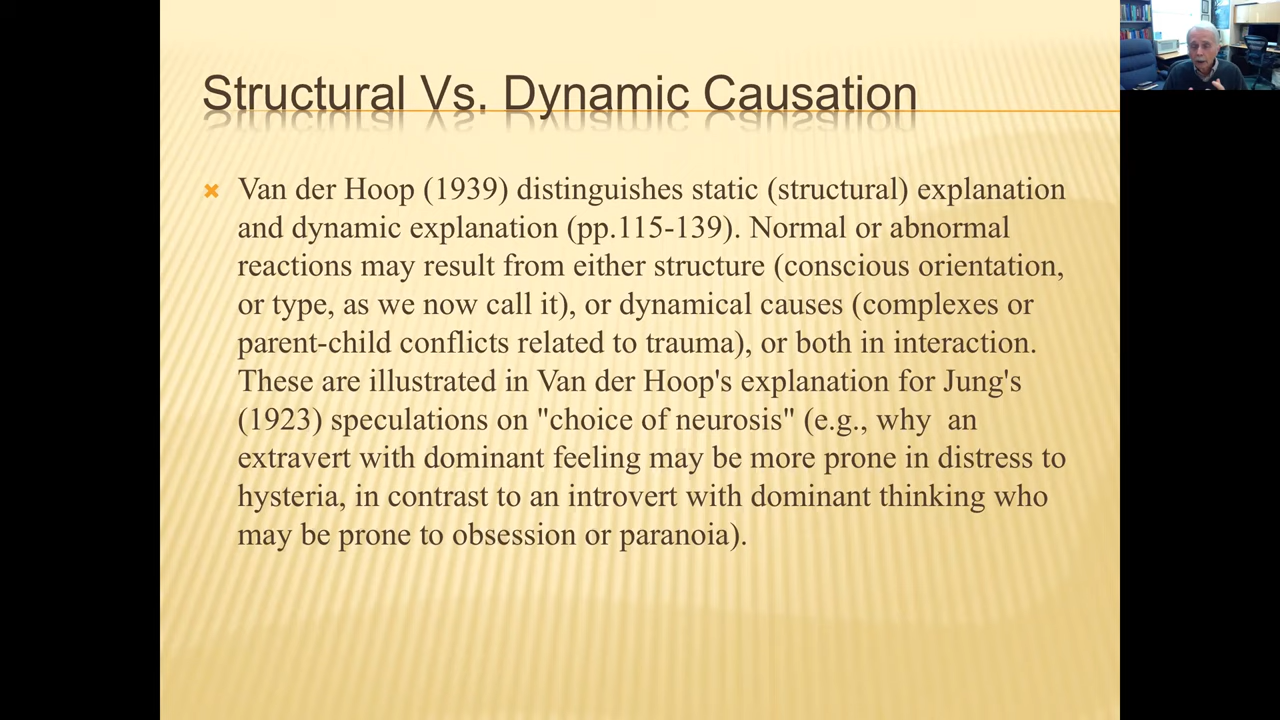 Structural Vs. Dynamic Causation
Van der Hoop (1939) distinguishes static (structural) explanation
and dynamic explanation (pp.115-139). Normal or abnormal
reactions may result from either structure (conscious orientation,
or type, as we now call it), or dynamical causes (complexes or
parent-child conflicts related to trauma), or both in interaction.
These are illustrated in Van der Hoop's explanation for Jung's
(1923) speculations on "choice of neurosis" (e.g., why  an
extravert with dominant feeling may be more prone in distress to
hysteria, in contrast to an introvert with dominant thinking who
may be prone to obsession or paranoia).